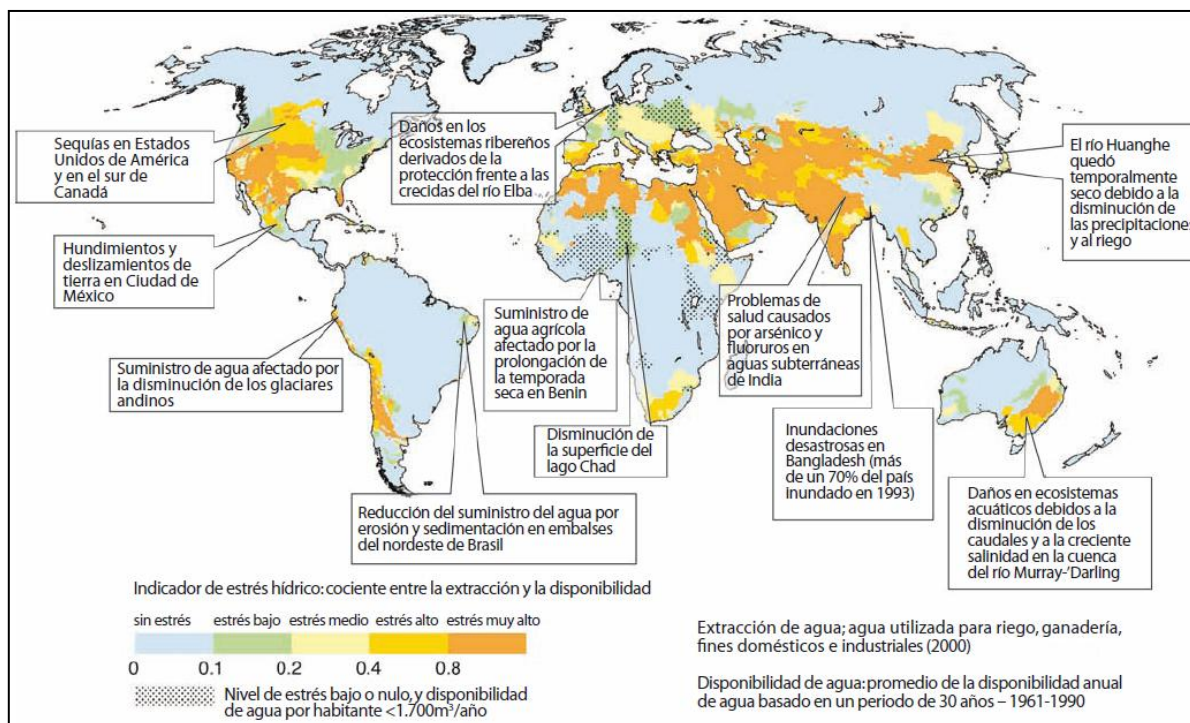 Sequías en Estados
Unidos de América
y en el sur de
Canadá
Daños en los
ecosistemas ribereños
derivados de la
protección frente a las
crecidas del río Elba
El río Huanghe
quedó
temporalmente
seco debido a la
disminución de
las precipitaciones
y al riego
Hundimientos y
deslizamientos de
tierra en Ciudad de
México
Suministro de agua afectado por
la disminución de los glaciares
andinos
Suministro de
agua agrícola
afectado por la
prolongación de
la temporada
seca en Benin
Problemas de
salud causados
por arsénico y
fluoruros en
aguas subterráneas
de India
Disminución de
la superficie del
lago Chad
Inundaciones
desastrosas en
Bangladesh (más
de un 70% del país
inundado en 1993)
Reducción del suministro del agua por
erosión y sedimentación en embalses
del nordeste de Brasil
Daños en ecosistemas
acuáticos debidos a la
disminución de los
caudales y a la creciente
salinidad en la cuenca
del río Murray-'Darling
Indicador de estrés hídrico: cociente entre la extracción y la disponibilidad
sin estrés estrés bajo estrés medio estrés alto estrés muy alto
0 0.1 0.2 0.4 0.8
Nivel de estrés bajo o nulo, y disponibilidad
de agua por habitante <1.700m³/año
Extracción de agua; agua utilizada para riego, ganadería,
fines domésticos e industriales (2000)
Disponibilidad de agua: promedio de la disponibilidad anual
de agua basado en un periodo de 30 años – 1961-1990